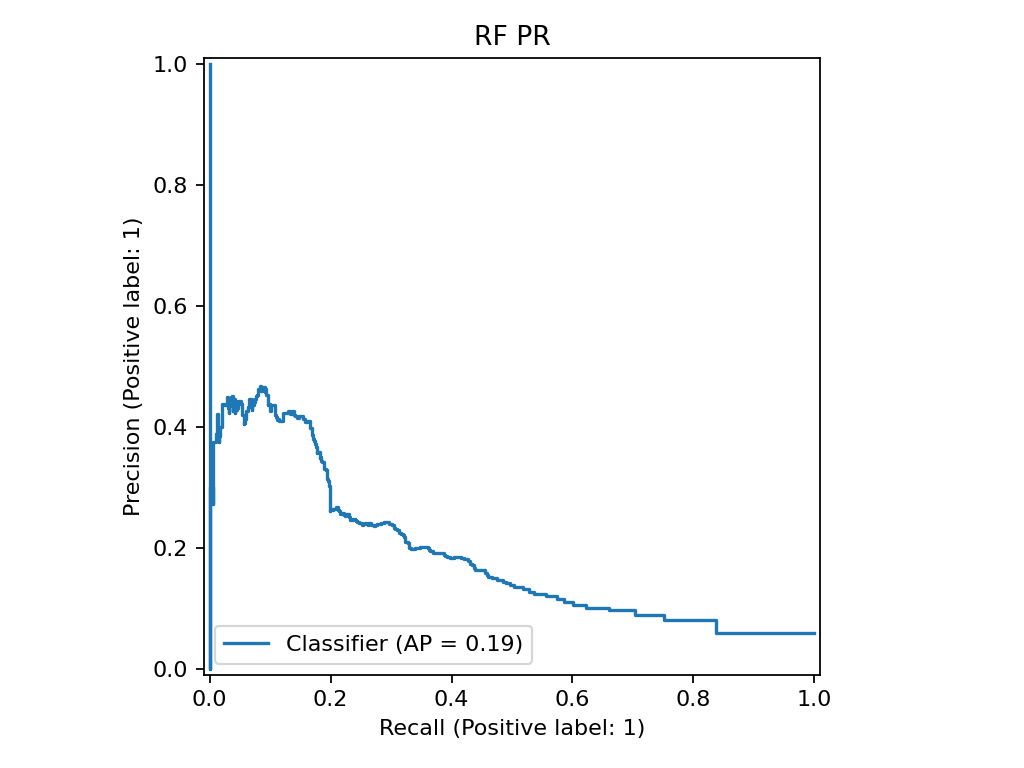 RF PR
1.0
0.8
0.6
0.4
0.2
0.0
Precision (Positive label: 1)
Classifier (AP = 0.19)
0.0 0.2 0.4 0.6 0.8 1.0
Recall (Positive label: 1)